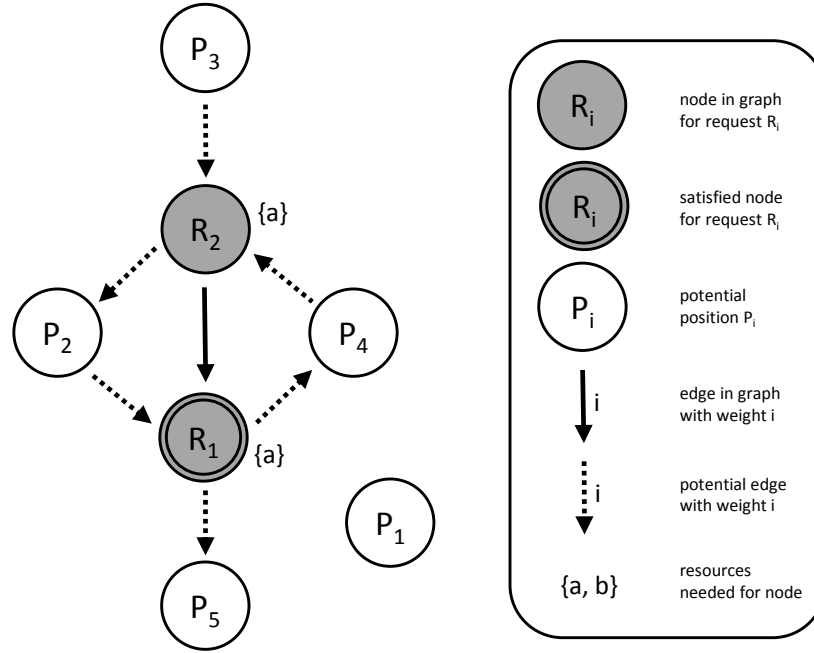 P3
R2
{a}
P2
P4
R1
{a}
P1
P5
Ri
node in graph
for request Ri
Ri
satisfied node
for request Ri
Pi
potential
position Pi
i
edge in graph
with weight i
i
potential edge
with weight i
{a, b}
resources
needed for node